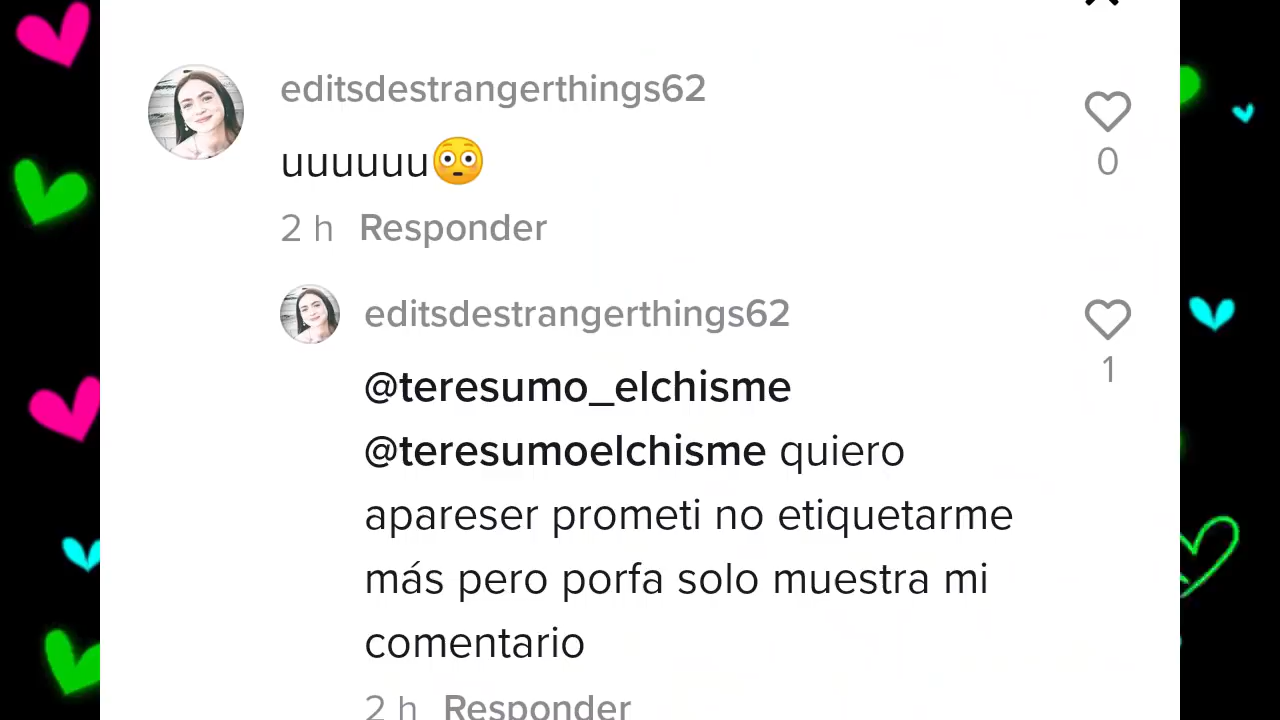 editsdestrangerthings62
uuuuuu😳
0
2 h Responder
editsdestrangerthings62
@teresumo_elchisme
1
@teresumoelchisme quiero
apareser prometi no etiquetarme
más pero porfa solo muestra mi
comentario
2 h Responder